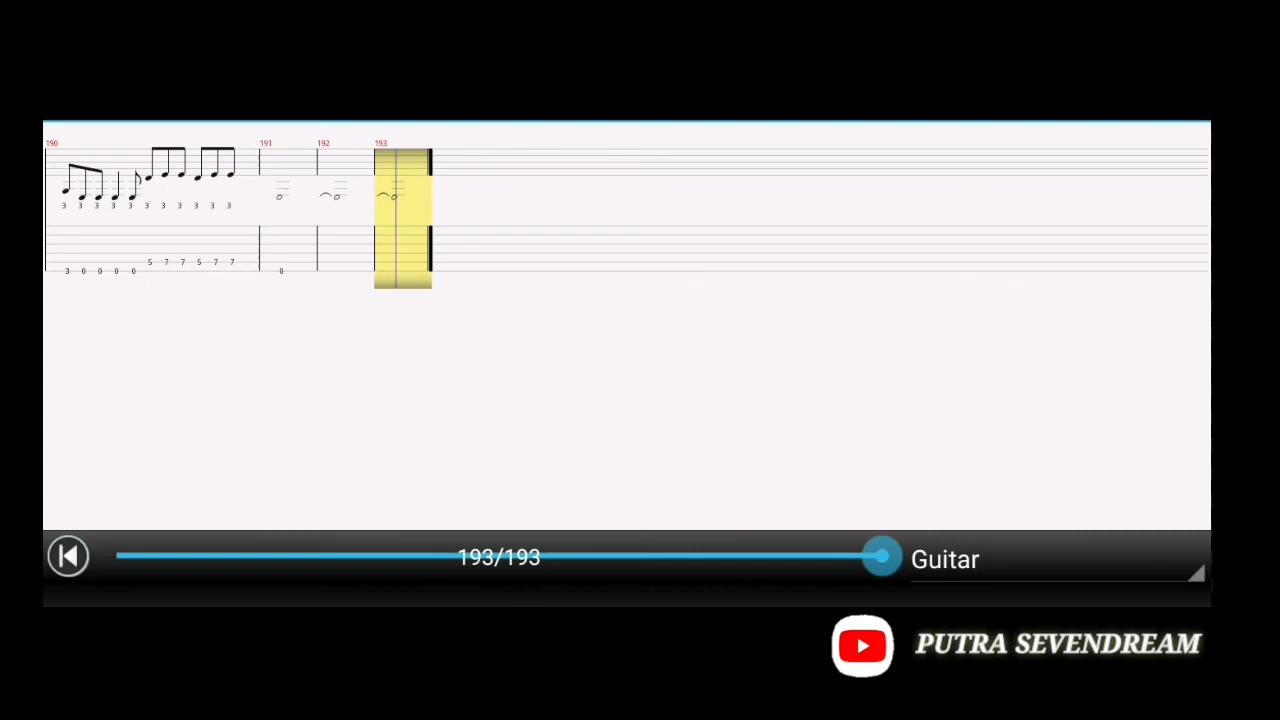 190 191 192 193
3 3 3 3 3 3 3 3 3 3 3
5 7 7 5 7 7
3 0 0 0 0 0
193/193 Guitar
PUTRA SEVENDREAM